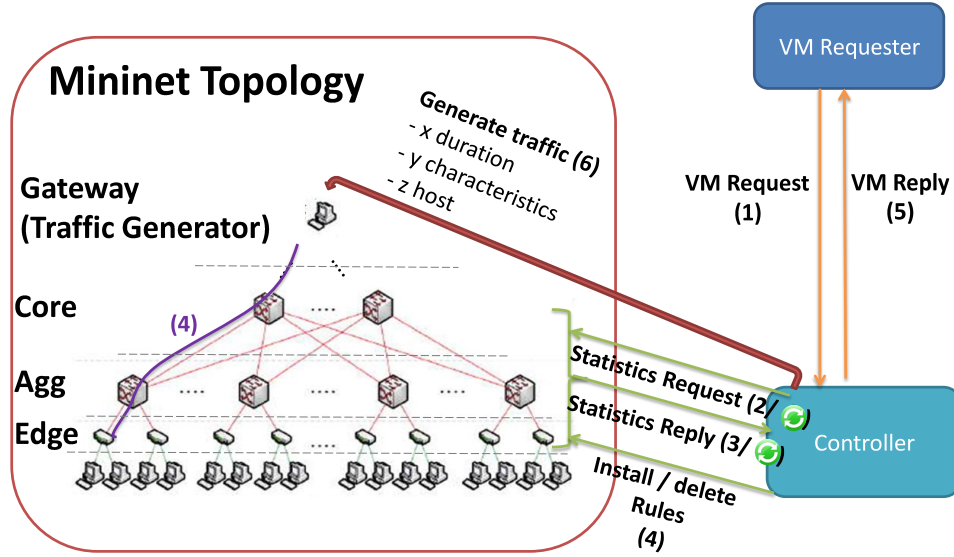 Mininet Topology
VM Requester
Generate traffic (6)
- x duration
- y characteristics
- z host
VM Request
(1)
VM Reply
(5)
Gateway
(Traffic Generator)
Core
(4)
Agg
Edge
Statistics Request (2/ )
Statistics Reply (3/ )
Install / delete
Rules
(4)
Controller